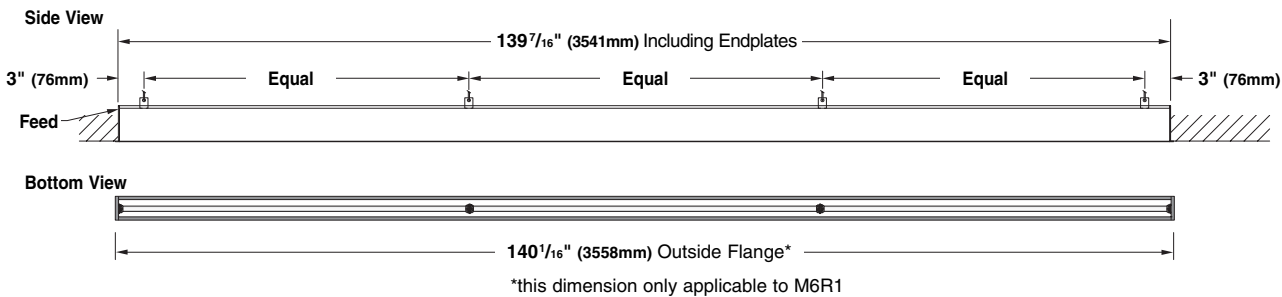 Side View
139 7/16" (3541mm) Including Endplates
3" (76mm) Equal Equal Equal 3" (76mm)
Feed
Bottom View
140 1/16" (3558mm) Outside Flange*
*this dimension only applicable to M6R1